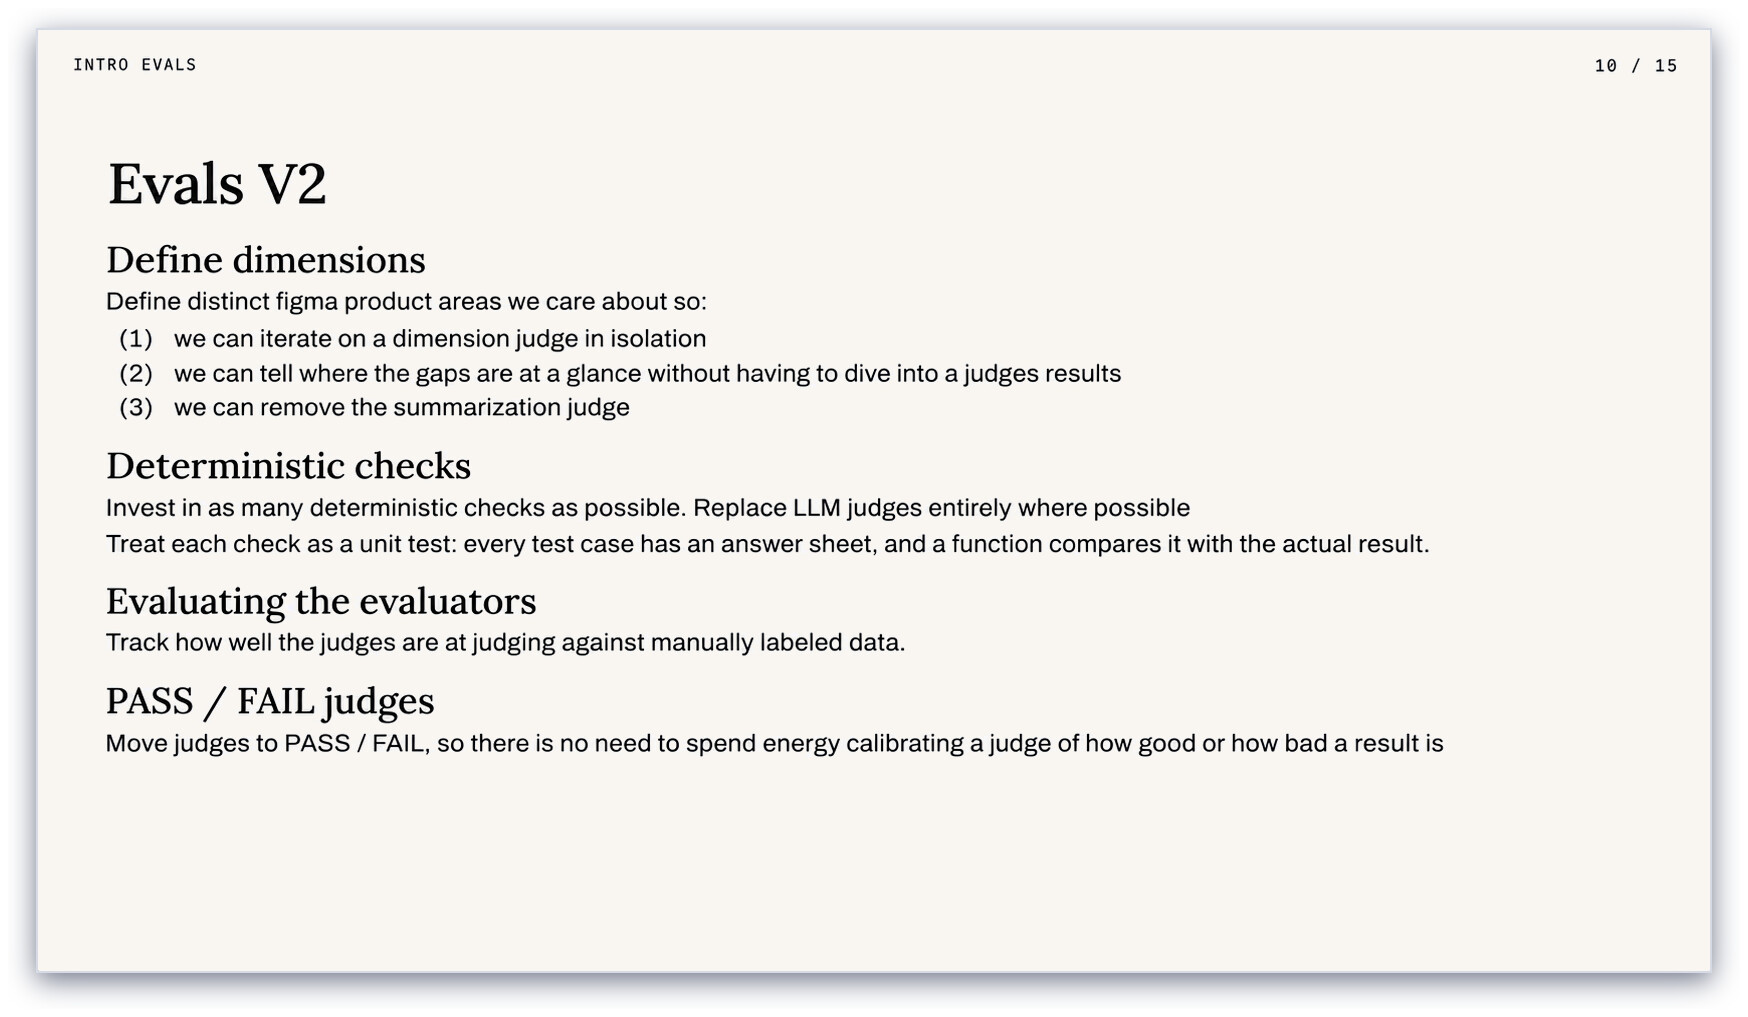 INTRO EVALS
10 / 15
Evals V2
Define dimensions
Define distinct figma product areas we care about so:
(1) we can iterate on a dimension judge in isolation
(2) we can tell where the gaps are at a glance without having to dive into a judges results
(3) we can remove the summarization judge
Deterministic checks
Invest in as many deterministic checks as possible. Replace LLM judges entirely where possible
Treat each check as a unit test: every test case has an answer sheet, and a function compares it with the actual result.
Evaluating the evaluators
Track how well the judges are at judging against manually labeled data.
PASS / FAIL judges
Move judges to PASS / FAIL, so there is no need to spend energy calibrating a judge of how good or how bad a result is